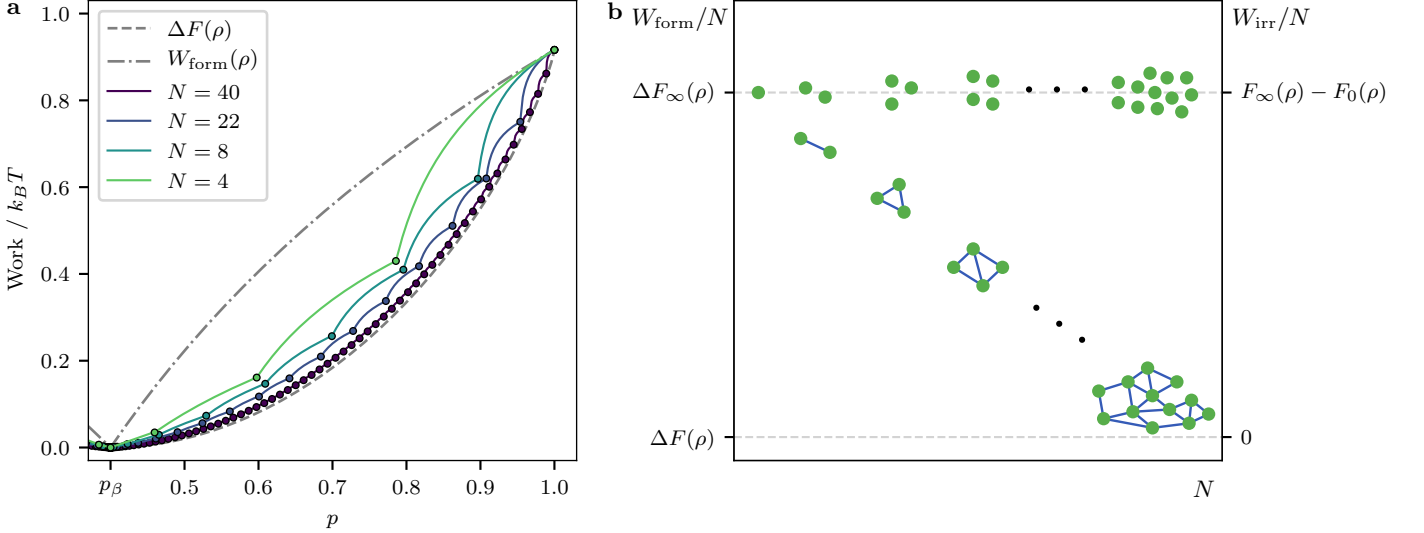 a
Work / k_BT
1.0
0.8
0.6
0.4
0.2
0.0
ΔF(ρ)
W_form(ρ)
N = 40
N = 22
N = 8
N = 4
p_β
0.5
0.6
0.7
0.8
0.9
1.0
p
b
W_form/N
W_irr/N
ΔF_∞(ρ)
F_∞(ρ) − F_0(ρ)
ΔF(ρ)
0
N